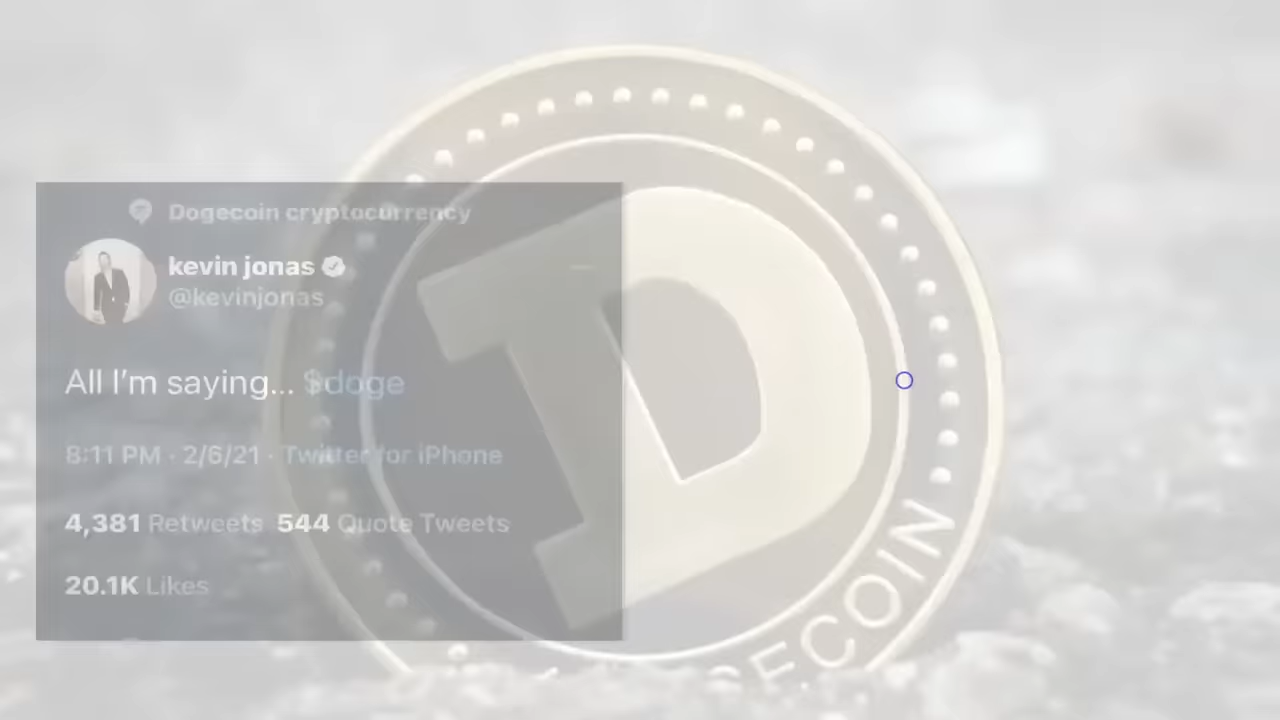 Dogecoin cryptocurrency
kevin jonas
@kevinjonas
All I'm saying... $doge
8:11 PM · 2/6/21 · Twitter for iPhone
4,381 Retweets 544 Quote Tweets
20.1K Likes
ECOIN